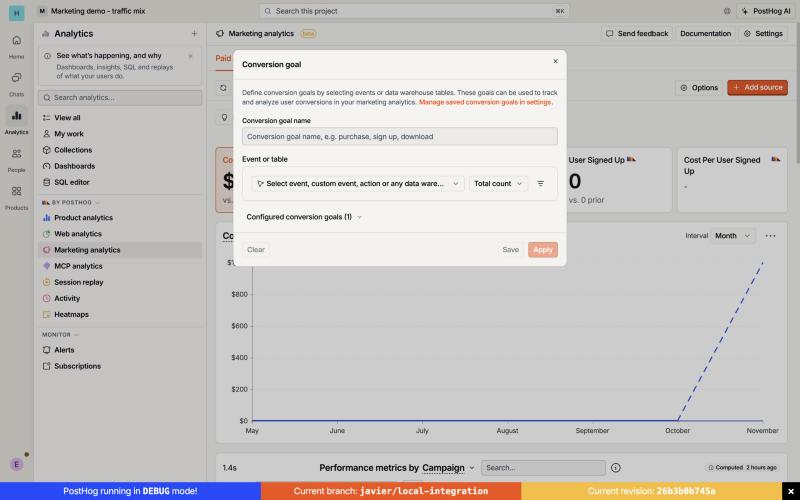 H
M Marketing demo - traffic mix
Search this project
⌘K
PostHog AI
Home
Chats
Analytics
People
Products
E
Analytics
See what's happening, and why
Dashboards, insights, SQL and replays
of what your users do.
Search analytics...
View all
My work
Collections
Dashboards
SQL editor
BY POSTHOG
Product analytics
Web analytics
Marketing analytics
MCP analytics
Session replay
Activity
Heatmaps
MONITOR
Alerts
Subscriptions
Marketing analytics
beta
Send feedback
Documentation
Settings
Paid
Options
Add source
Conversion goal
Define conversion goals by selecting events or data warehouse tables. These goals can be used to track
and analyze user conversions in your marketing analytics. Manage saved conversion goals in settings.
Conversion goal name
Conversion goal name, e.g. purchase, sign up, download
Event or table
Select event, custom event, action or any data ware...
Total count
Configured conversion goals (1)
Clear
Save
Apply
User Signed Up
0
vs. 0 prior
Cost Per User Signed
Up
-
$
vs.
Interval
Month
$800
$600
$400
$200
$0
May
June
July
August
September
October
November
1.4s
Performance metrics by Campaign
Search...
Computed 2 hours ago
PostHog running in DEBUG mode!
Current branch: javier/local-integration
Current revision: 26b3b0b745a